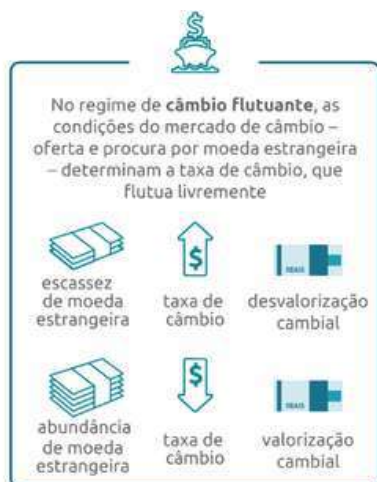 $
No regime de câmbio flutuante, as
condições do mercado de câmbio –
oferta e procura por moeda estrangeira
– determinam a taxa de câmbio, que
flutua livremente
$
REAIS
escassez
de moeda
estrangeira
taxa de
câmbio
desvalorização
cambial
$
REAIS
abundância
de moeda
estrangeira
taxa de
câmbio
valorização
cambial